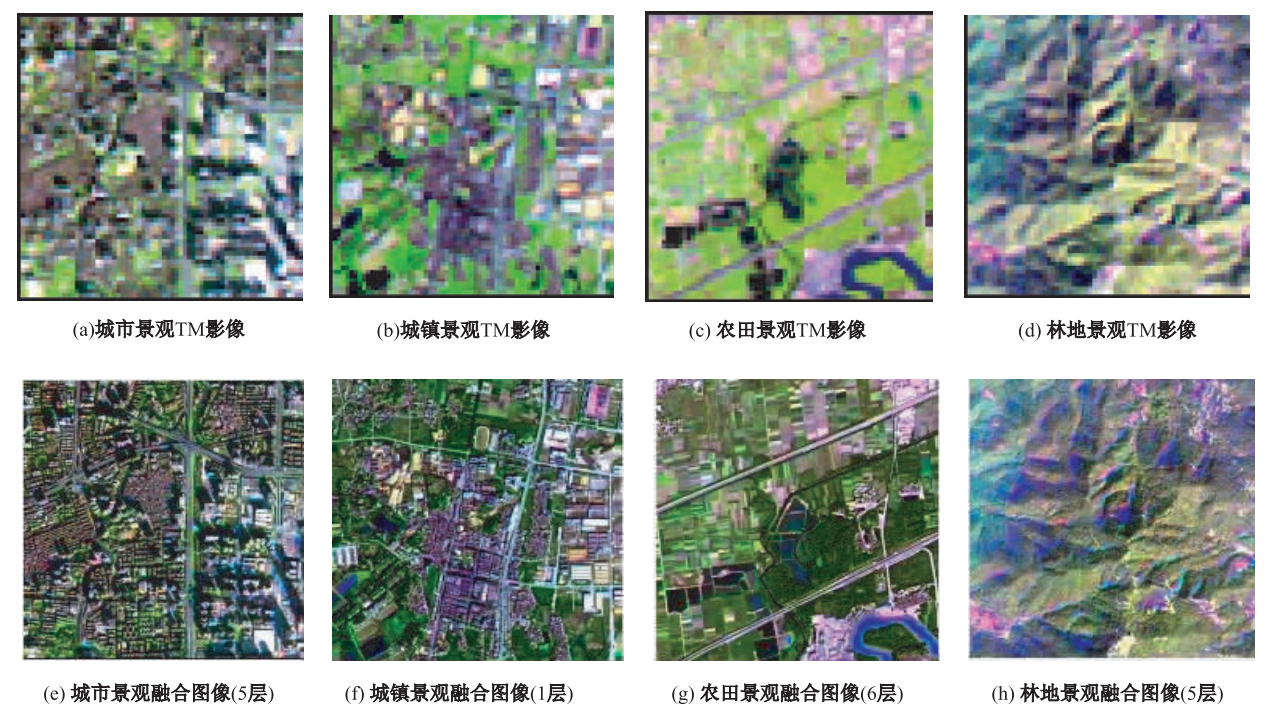 (a)城市景观TM影像
(b)城镇景观TM影像
(c) 农田景观TM影像
(d) 林地景观TM影像
(e) 城市景观融合图像(5层)
(f) 城镇景观融合图像(1层)
(g) 农田景观融合图像(6层)
(h) 林地景观融合图像(5层)